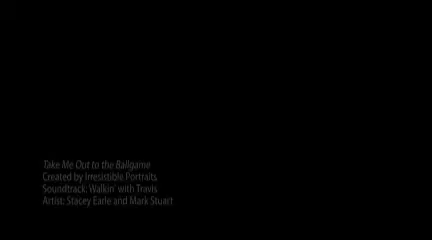 Take Me Out to the Ballgame
Created by Irresistible Portraits
Soundtrack: Walkin' with Travis
Artist: Stacey Earle and Mark Stuart